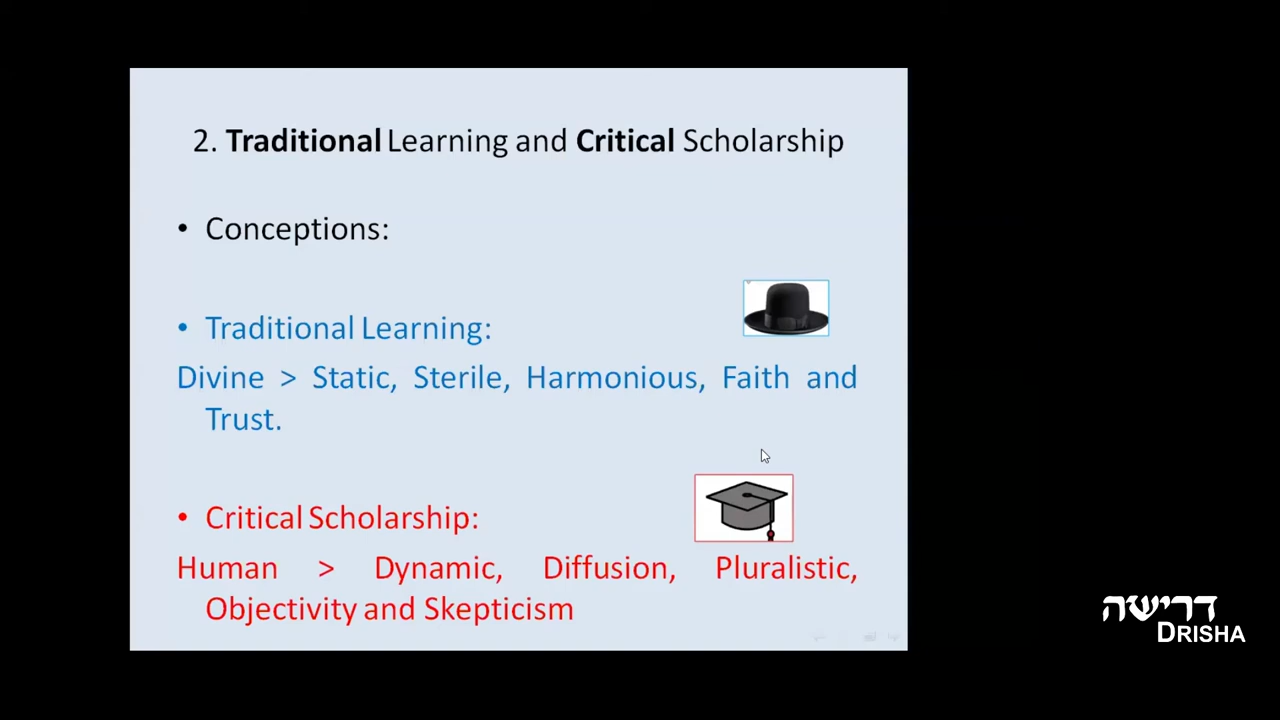 2. Traditional Learning and Critical Scholarship
• Conceptions:
• Traditional Learning:
Divine > Static, Sterile, Harmonious, Faith and
Trust.
• Critical Scholarship:
Human > Dynamic, Diffusion, Pluralistic,
Objectivity and Skepticism
דרישה
DRISHA